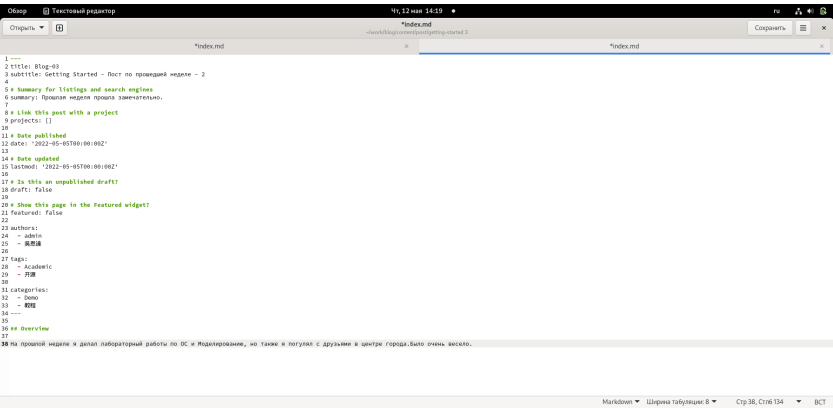 Обзор Текстовый редактор Чт, 12 мая 14:19 ru
Открыть *index.md Сохранить
~/work/blog/content/post/getting-started 3
*index.md *index.md
1 ---
2 title: Blog-03
3 subtitle: Getting Started - Пост по прошедшей неделе - 2
4
5 # Summary for listings and search engines
6 summary: Прошлая неделя прошла замечательно.
7
8 # Link this post with a project
9 projects: []
10
11 # Date published
12 date: '2022-05-05T00:00:00Z'
13
14 # Date updated
15 lastmod: '2022-05-05T00:00:00Z'
16
17 # Is this an unpublished draft?
18 draft: false
19
20 # Show this page in the Featured widget?
21 featured: false
22
23 authors:
24 - admin
25 - 吳恩達
26
27 tags:
28 - Academic
29 - 开源
30
31 categories:
32 - Demo
33 - 教程
34 ---
35
36 ## Overview
37
38 На прошлой неделе я делал лабораторный работы по ОС и Моделированию, но также я погулял с друзьями в центре города.Было очень весело.
Markdown Ширина табуляции: 8 Стр 38, Стлб 134 ВСТ